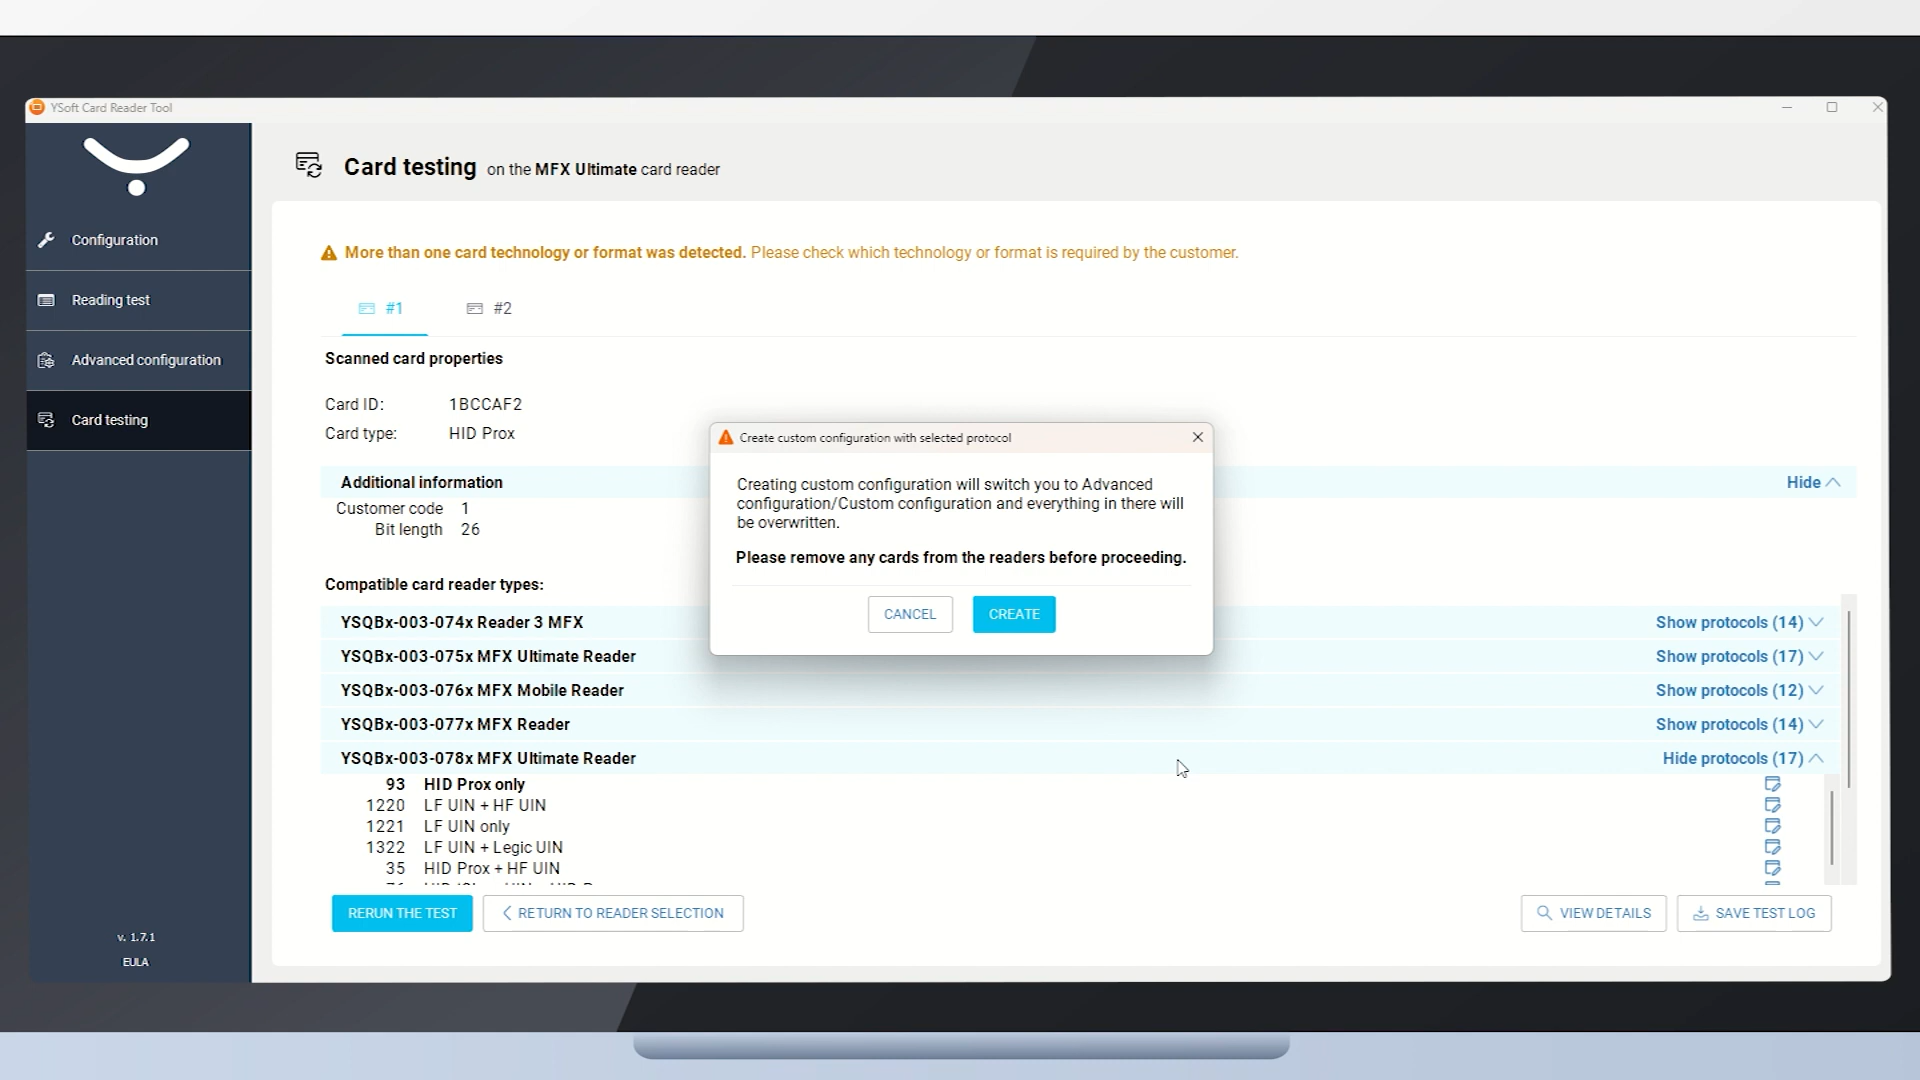 YSoft Card Reader Tool
Configuration
Reading test
Advanced configuration
Card testing
v. 1.7.1
EULA
Card testing on the MFX Ultimate card reader
More than one card technology or format was detected. Please check which technology or format is required by the customer.
#1 #2
Scanned card properties
Card ID: 1BCCAF2
Card type: HID Prox
Additional information Hide
Customer code 1
Bit length 26
Compatible card reader types:
YSQBx-003-074x Reader 3 MFX Show protocols (14)
YSQBx-003-075x MFX Ultimate Reader Show protocols (17)
YSQBx-003-076x MFX Mobile Reader Show protocols (12)
YSQBx-003-077x MFX Reader Show protocols (14)
YSQBx-003-078x MFX Ultimate Reader Hide protocols (17)
93 HID Prox only
1220 LF UIN + HF UIN
1221 LF UIN only
1322 LF UIN + Legic UIN
35 HID Prox + HF UIN
RERUN THE TEST
RETURN TO READER SELECTION
VIEW DETAILS
SAVE TEST LOG
Create custom configuration with selected protocol
Creating custom configuration will switch you to Advanced
configuration/Custom configuration and everything in there will
be overwritten.
Please remove any cards from the readers before proceeding.
CANCEL
CREATE